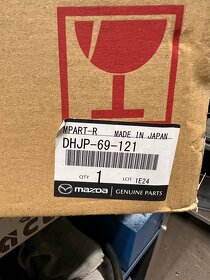 MPART-R MADE IN JAPAN
DHJP-69-121
QTY 1 LOT 1E24
mazda GENUINE PARTS